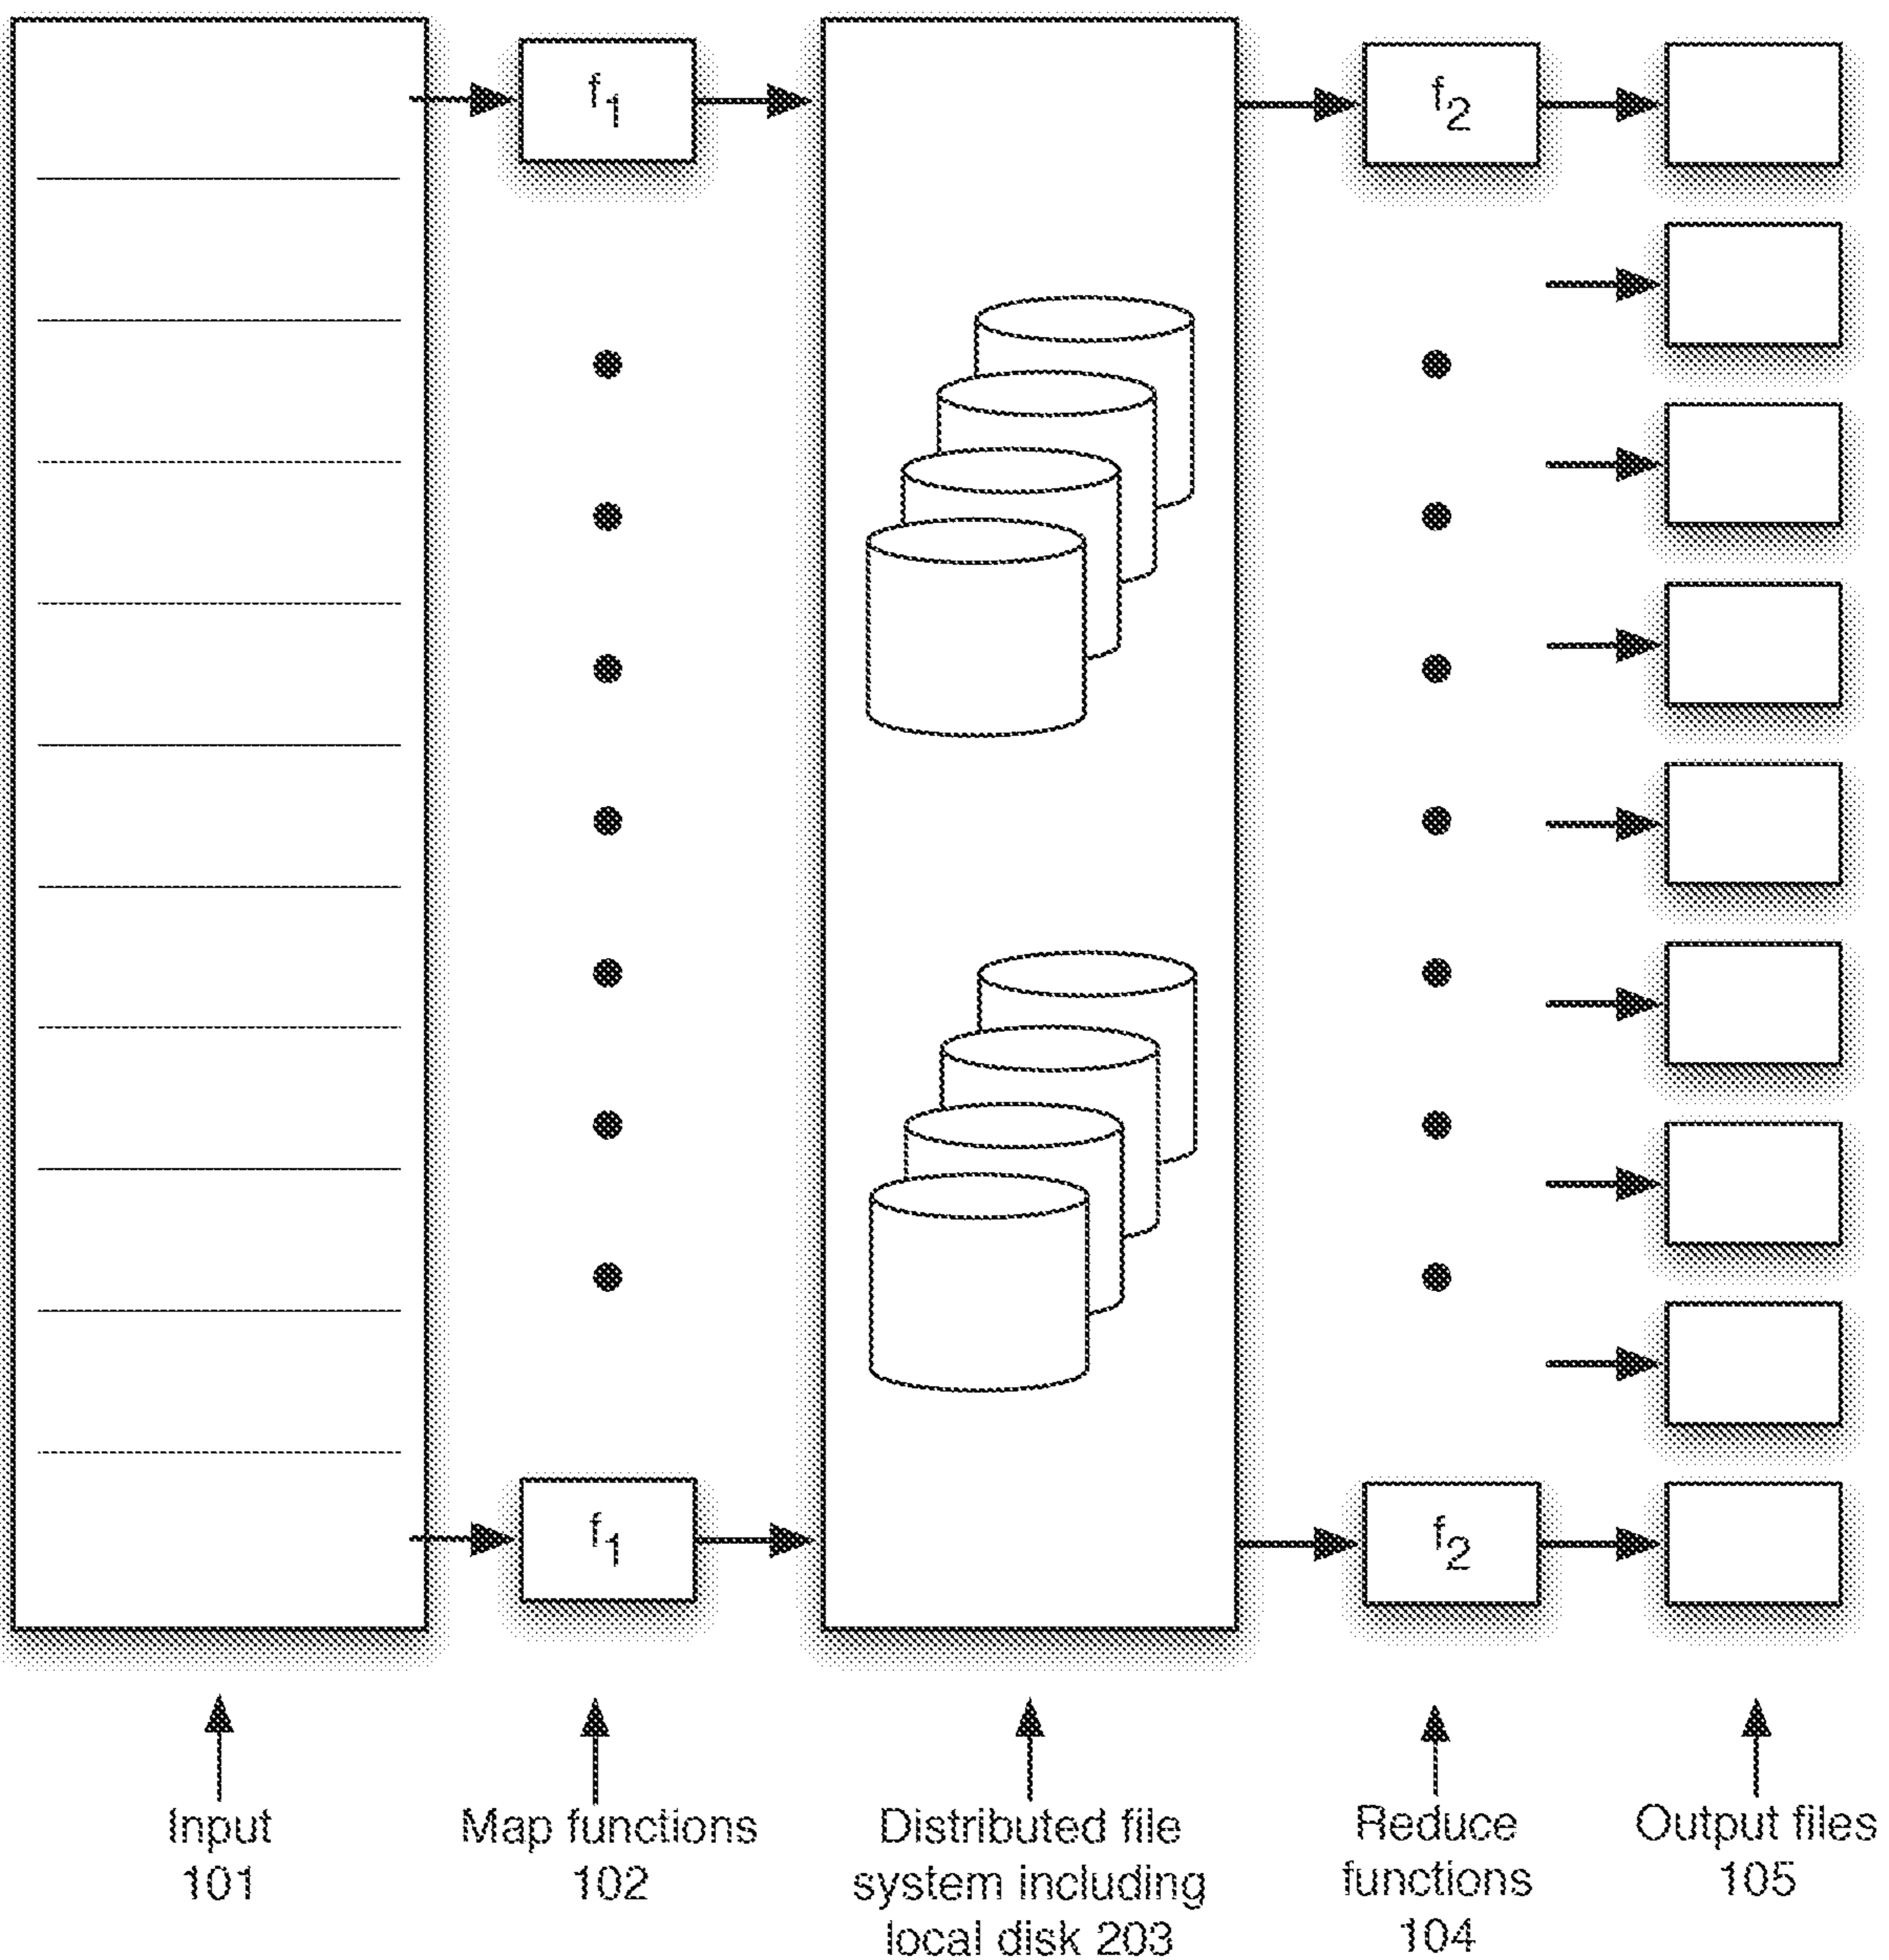 f1
f2
f1
f2
Input
101
Map functions
102
Distributed file
system including
local disk 203
Reduce
functions
104
Output files
105